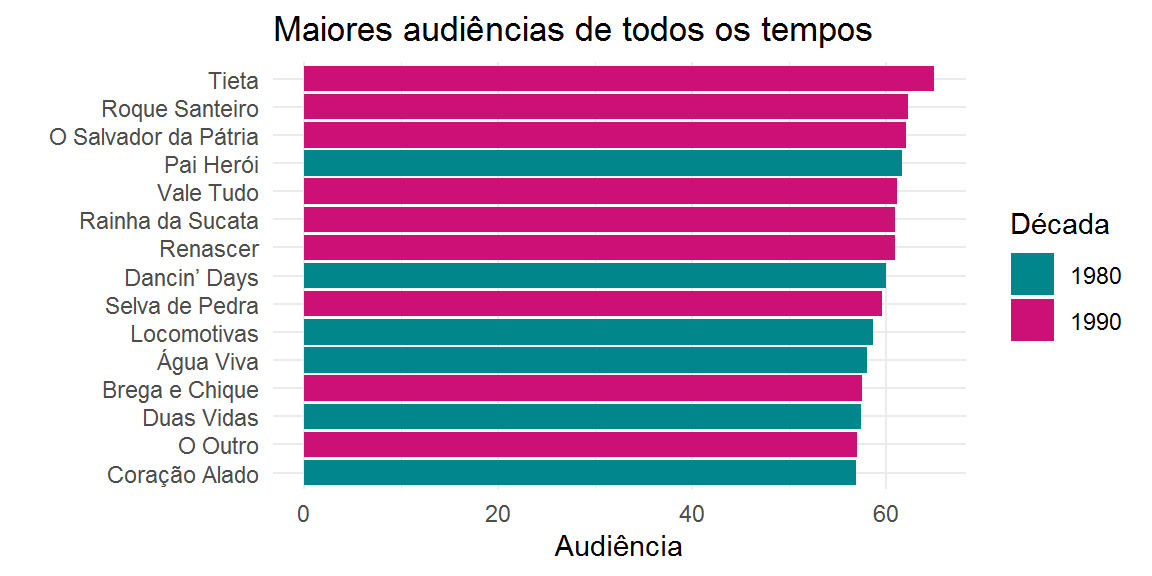 Maiores audiências de todos os tempos
Tieta
Roque Santeiro
O Salvador da Pátria
Pai Herói
Vale Tudo
Rainha da Sucata
Renascer
Dancin’ Days
Selva de Pedra
Locomotivas
Água Viva
Brega e Chique
Duas Vidas
O Outro
Coração Alado
0 20 40 60
Audiência
Década
1980
1990